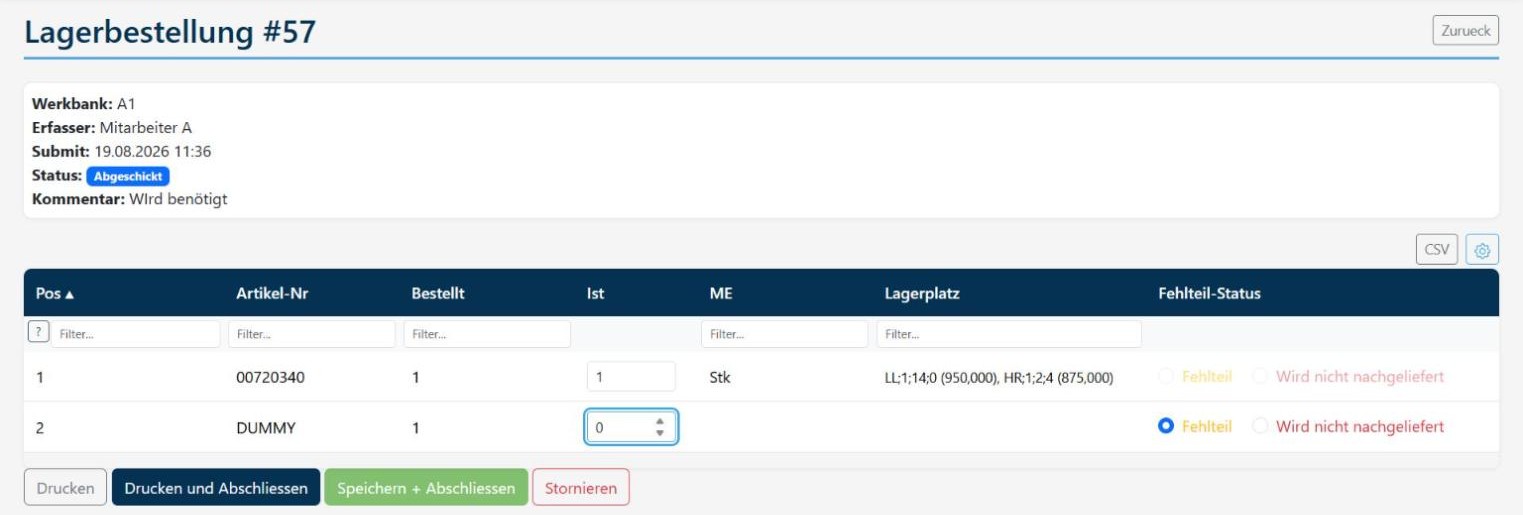 Lagerbestellung #57
Zurueck
Werkbank: A1
Erfasser: Mitarbeiter A
Submit: 19.08.2026 11:36
Status: Abgeschickt
Kommentar: WIrd benötigt
CSV
Pos ▲ Artikel-Nr Bestellt Ist ME Lagerplatz Fehlteil-Status
? Filter... Filter... Filter... Filter... Filter...
1 00720340 1 1 Stk LL;1;14;0 (950,000), HR;1;2;4 (875,000) Fehlteil Wird nicht nachgeliefert
2 DUMMY 1 0 Fehlteil Wird nicht nachgeliefert
Drucken Drucken und Abschliessen Speichern + Abschliessen Stornieren